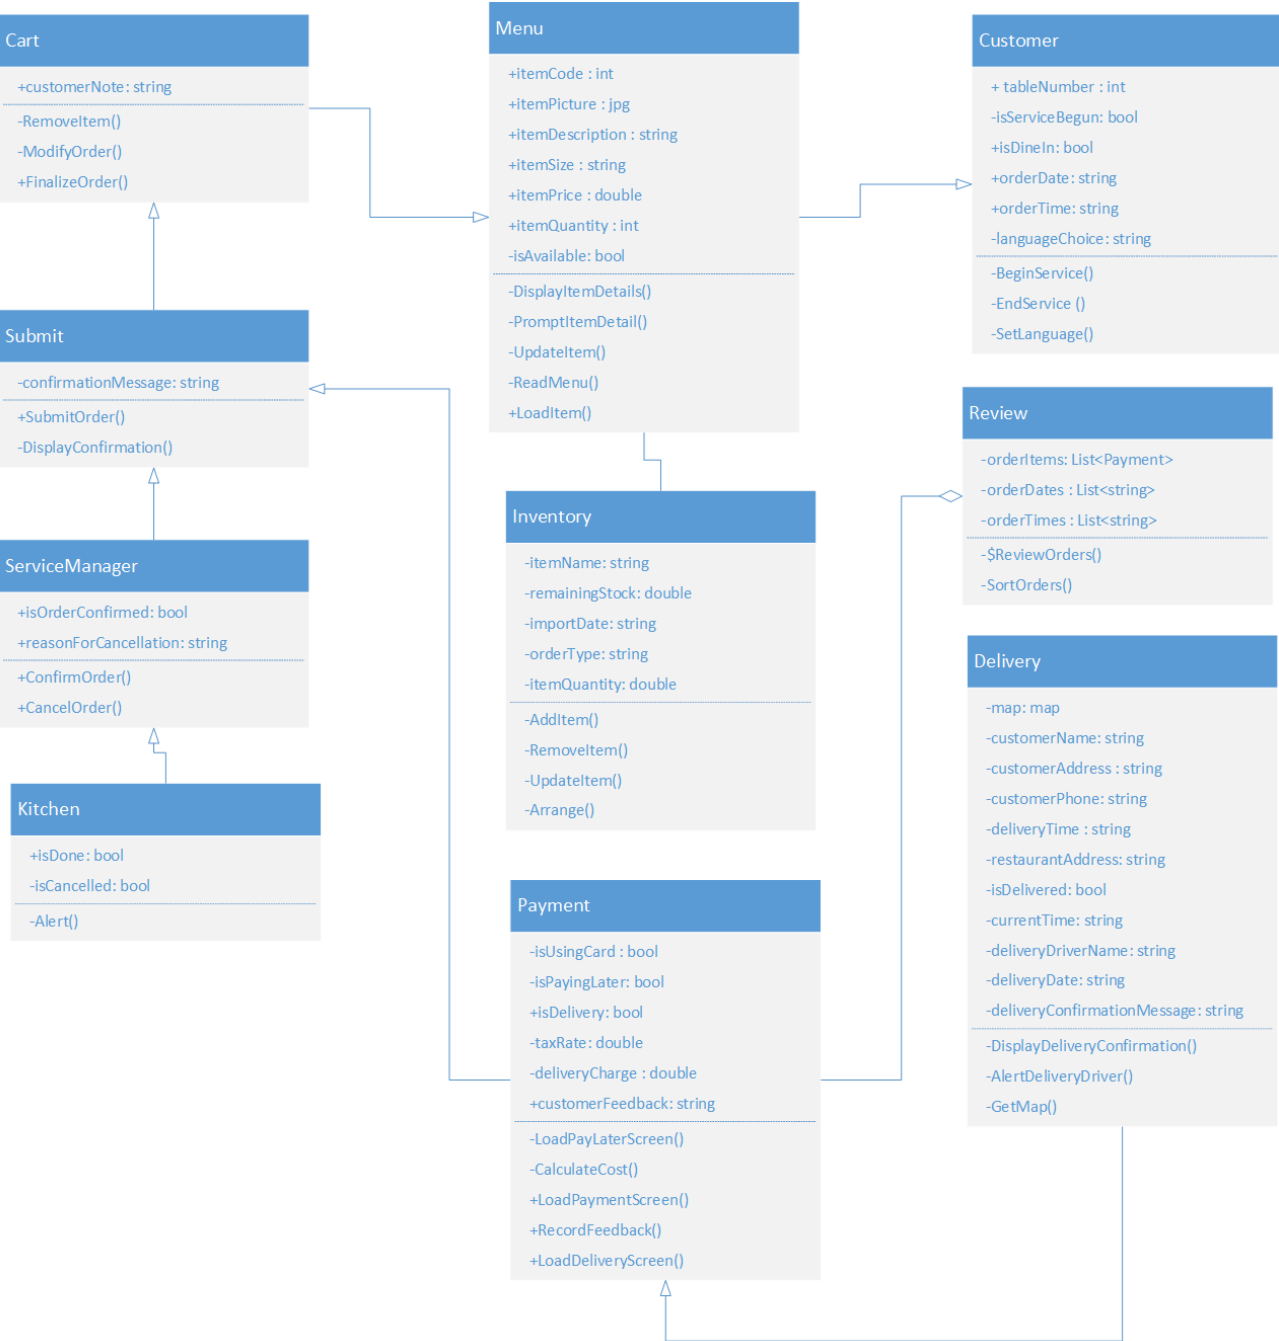 Cart
+customerNote: string
-RemoveItem()
-ModifyOrder()
+FinalizeOrder()
Menu
+itemCode : int
+itemPicture : jpg
+itemDescription : string
+itemSize : string
+itemPrice : double
+itemQuantity : int
-isAvailable: bool
-DisplayItemDetails()
-PromptItemDetail()
-UpdateItem()
-ReadMenu()
+LoadItem()
Customer
+ tableNumber : int
-isServiceBegun: bool
+isDineIn: bool
+orderDate: string
+orderTime: string
-languageChoice: string
-BeginService()
-EndService ()
-SetLanguage()
Submit
-confirmationMessage: string
+SubmitOrder()
-DisplayConfirmation()
Review
-orderItems: List<Payment>
-orderDates : List<string>
-orderTimes : List<string>
-$ReviewOrders()
-SortOrders()
Inventory
-itemName: string
-remainingStock: double
-importDate: string
-orderType: string
-itemQuantity: double
-AddItem()
-RemoveItem()
-UpdateItem()
-Arrange()
ServiceManager
+isOrderConfirmed: bool
+reasonForCancellation: string
+ConfirmOrder()
+CancelOrder()
Delivery
-map: map
-customerName: string
-customerAddress : string
-customerPhone: string
-deliveryTime : string
-restaurantAddress: string
-isDelivered: bool
-currentTime: string
-deliveryDriverName: string
-deliveryDate: string
-deliveryConfirmationMessage: string
-DisplayDeliveryConfirmation()
-AlertDeliveryDriver()
-GetMap()
Kitchen
+isDone: bool
-isCancelled: bool
-Alert()
Payment
-isUsingCard : bool
-isPayingLater: bool
+isDelivery: bool
-taxRate: double
-deliveryCharge : double
+customerFeedback: string
-LoadPayLaterScreen()
-CalculateCost()
+LoadPaymentScreen()
+RecordFeedback()
+LoadDeliveryScreen()